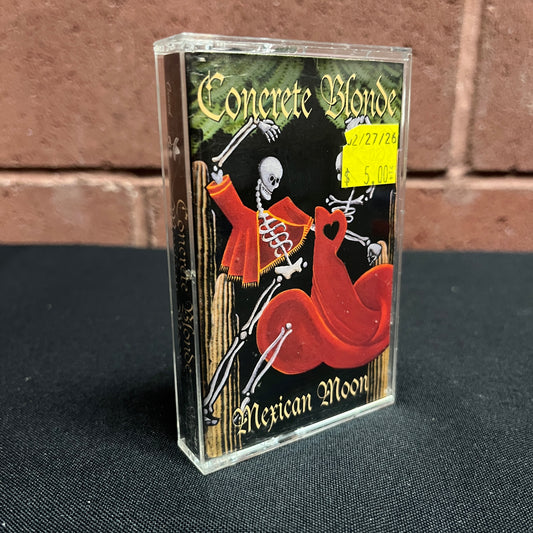 Concrete Blonde
02/27/26
$ 5.00
Mexican Moon
Concrete Blonde